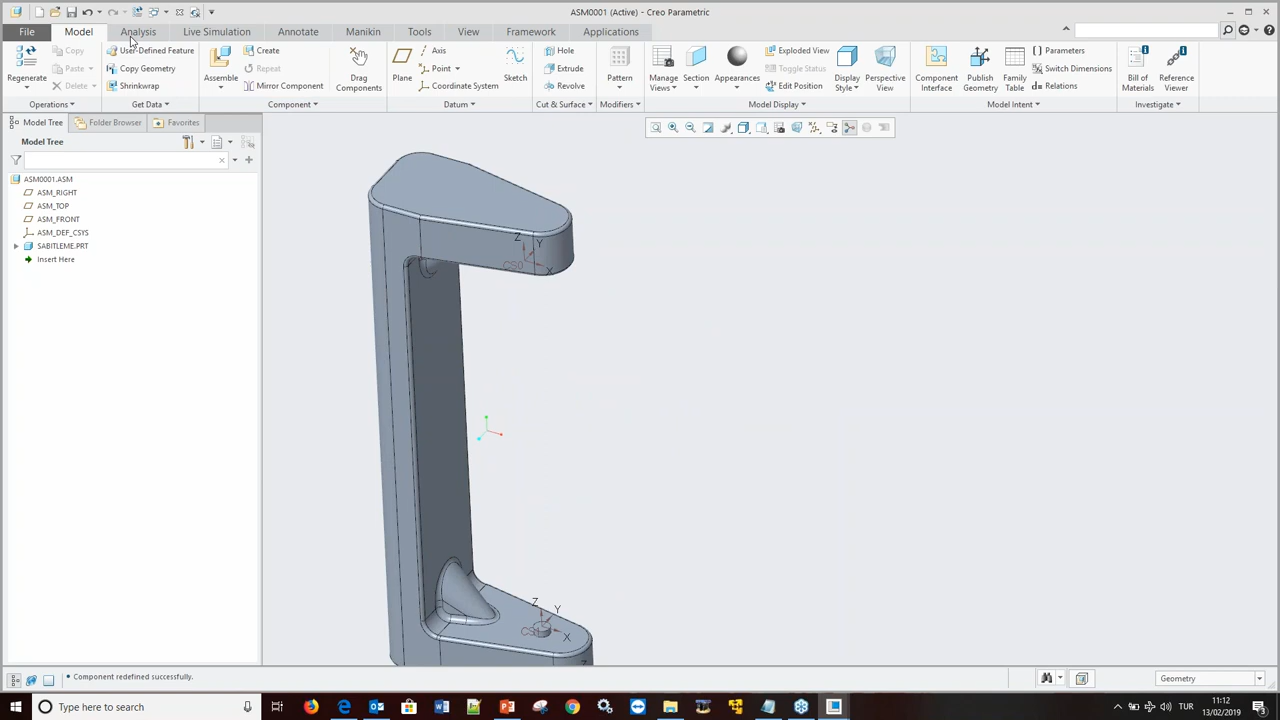 ASM0001 (Active) - Creo Parametric
File Model Analysis Live Simulation Annotate Manikin Tools View Framework Applications
Regenerate
Copy
Paste
Delete
Operations
User-Defined Feature
Copy Geometry
Shrinkwrap
Get Data
Assemble
Create
Repeat
Mirror Component
Component
Drag Components
Plane
Axis
Point
Coordinate System
Sketch
Datum
Hole
Extrude
Revolve
Cut & Surface
Pattern
Modifiers
Manage Views
Section
Appearances
Exploded View
Toggle Status
Edit Position
Display Style
Perspective View
Model Display
Component Interface
Publish Geometry
Family Table
Parameters
Switch Dimensions
Relations
Model Intent
Bill of Materials
Reference Viewer
Investigate
Model Tree Folder Browser Favorites
Model Tree
ASM0001.ASM
ASM_RIGHT
ASM_TOP
ASM_FRONT
ASM_DEF_CSYS
SABITLEME.PRT
Insert Here
Z Y
CS0 X
Z Y
X
Z
• Component redefined successfully.
Geometry
Type here to search
TUR
11:12
13/02/2019
3